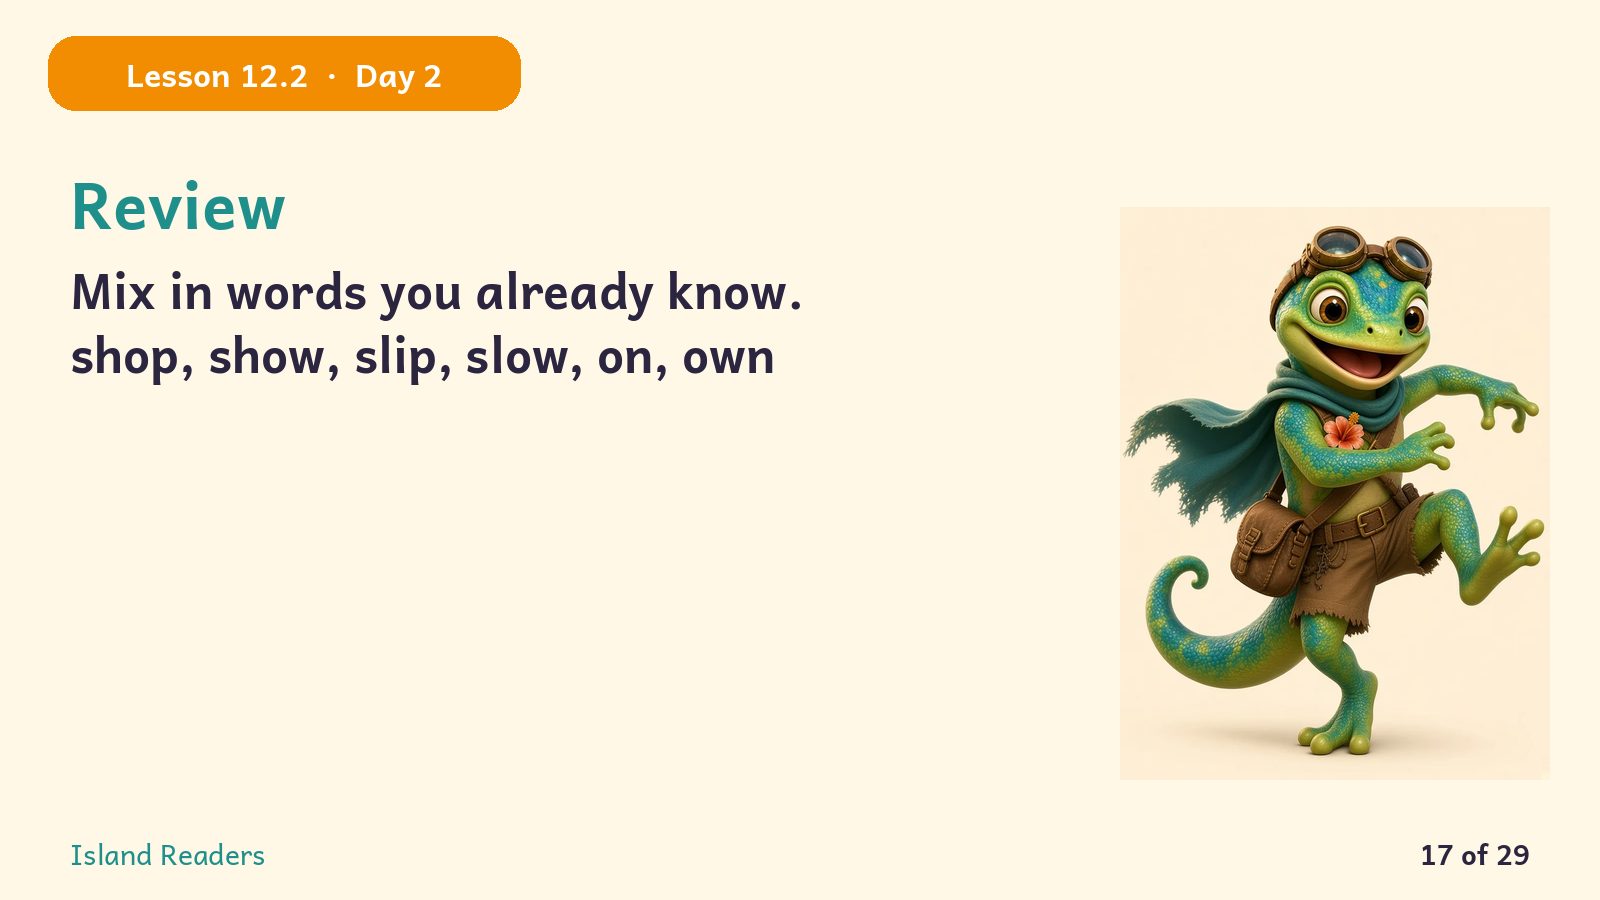 Lesson 12.2 · Day 2
Review
Mix in words you already know.
shop, show, slip, slow, on, own
Island Readers
17 of 29